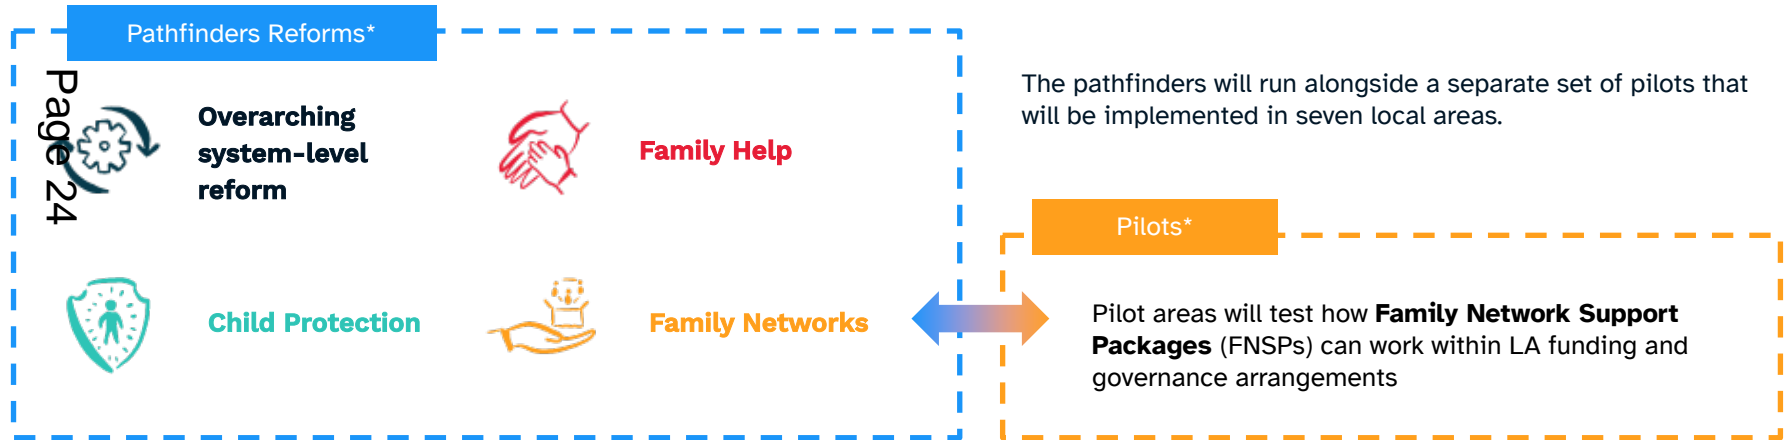 Pathfinders Reforms*
Page 24
Overarching
system-level
reform
Family Help
Child Protection
Family Networks
The pathfinders will run alongside a separate set of pilots that
will be implemented in seven local areas.
Pilots*
Pilot areas will test how Family Network Support
Packages (FNSPs) can work within LA funding and
governance arrangements